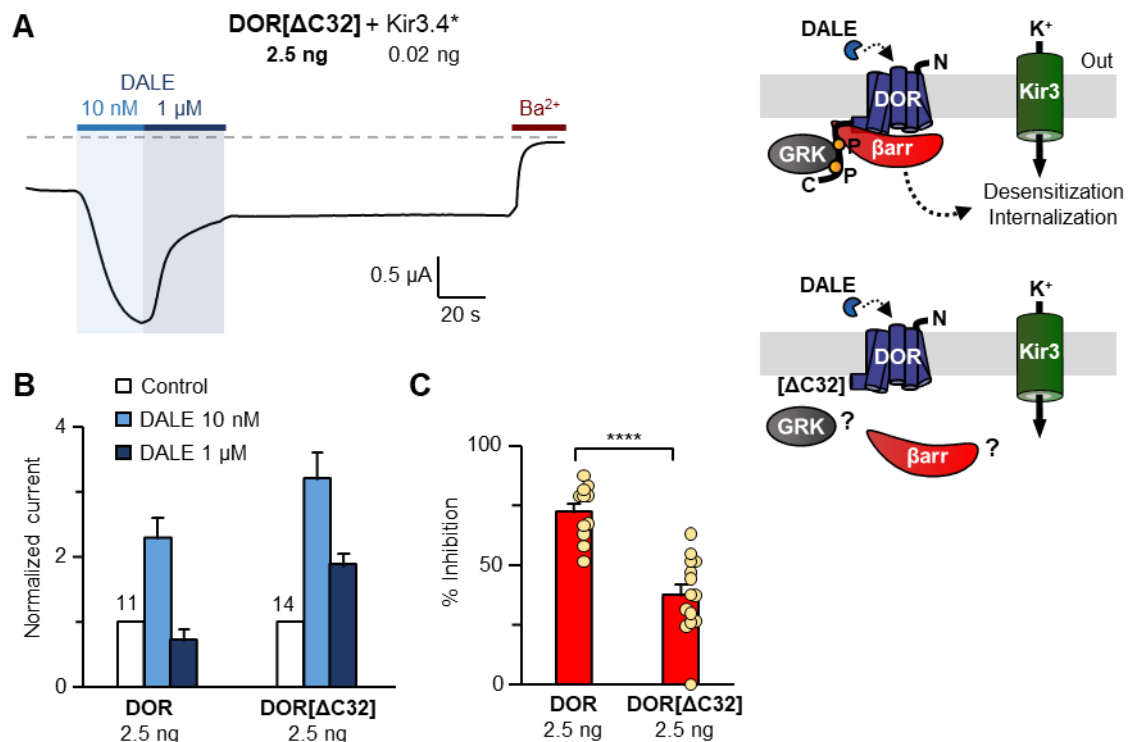 A
DOR[ΔC32] + Kir3.4*
2.5 ng 0.02 ng
DALE
10 nM 1 µM
Ba²⁺
0.5 µA
20 s
DALE
N
K⁺
Out
DOR
Kir3
GRK
P
βarr
C
P
Desensitization
Internalization
DALE
N
K⁺
DOR
Kir3
[ΔC32]
GRK ?
βarr ?
B
Control
DALE 10 nM
DALE 1 µM
Normalized current
4
2
0
11
14
DOR DOR[ΔC32]
2.5 ng 2.5 ng
C
% Inhibition
100
50
0
****
DOR DOR[ΔC32]
2.5 ng 2.5 ng